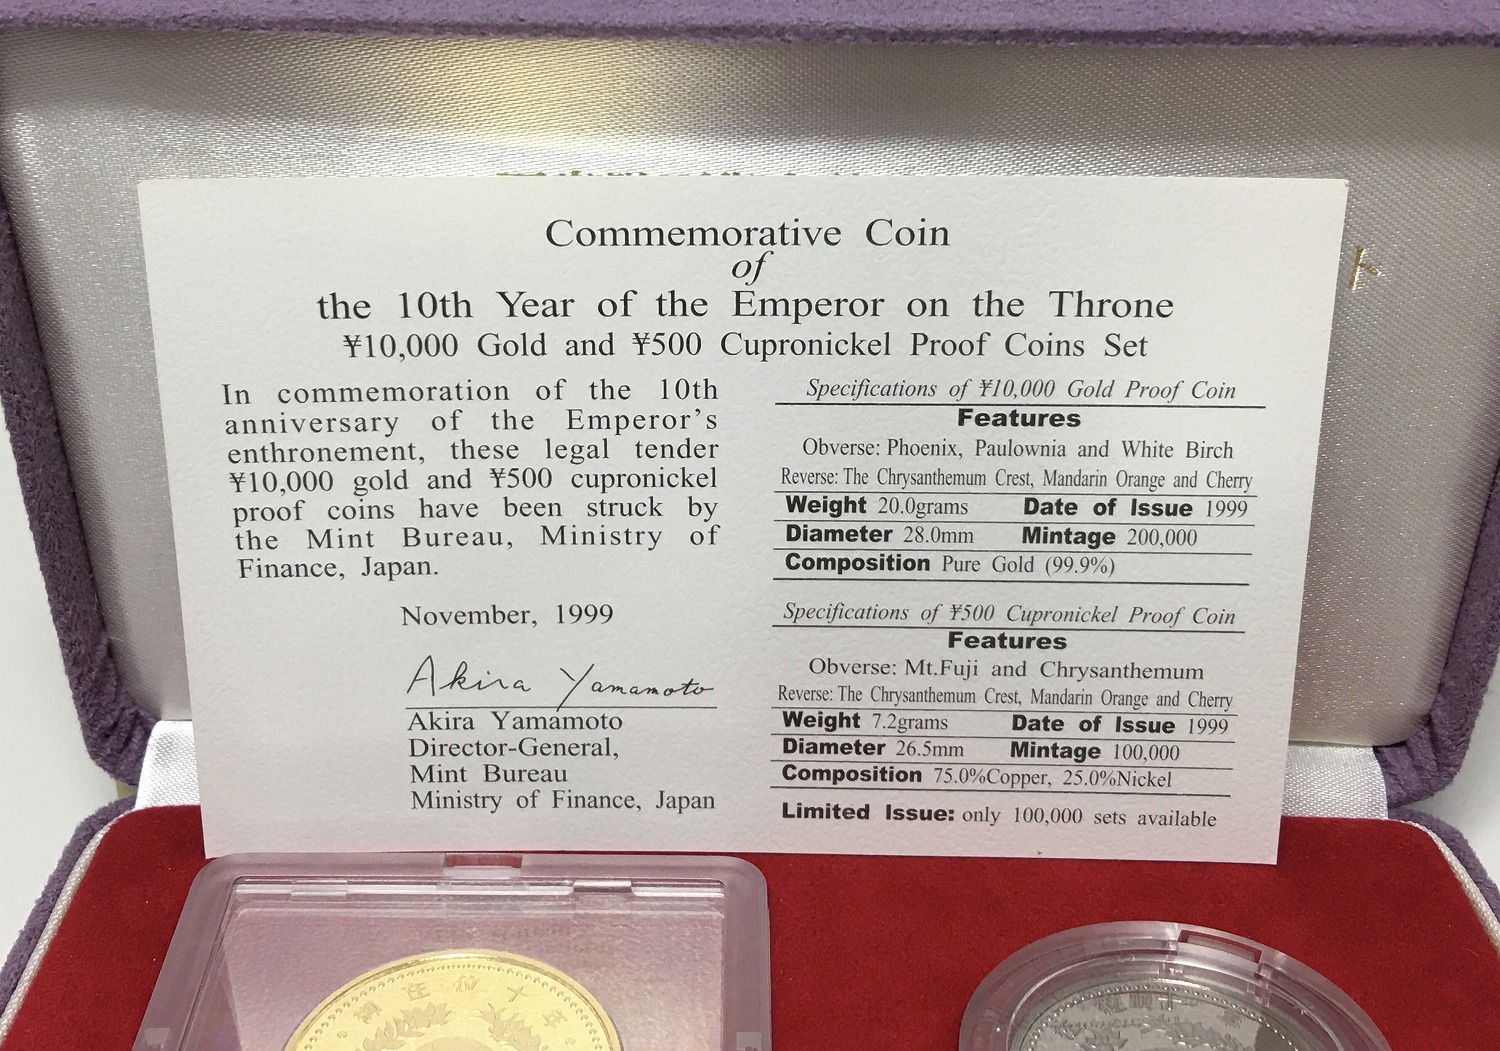 Commemorative Coin
of
the 10th Year of the Emperor on the Throne
¥10,000 Gold and ¥500 Cupronickel Proof Coins Set
In commemoration of the 10th
anniversary of the Emperor's
enthronement, these legal tender
¥10,000 gold and ¥500 cupronickel
proof coins have been struck by
the Mint Bureau, Ministry of
Finance, Japan.
November, 1999
Akira Yamamoto
Akira Yamamoto
Director-General,
Mint Bureau
Ministry of Finance, Japan
Specifications of ¥10,000 Gold Proof Coin
Features
Obverse: Phoenix, Paulownia and White Birch
Reverse: The Chrysanthemum Crest, Mandarin Orange and Cherry
Weight 20.0grams Date of Issue 1999
Diameter 28.0mm Mintage 200,000
Composition Pure Gold (99.9%)
Specifications of ¥500 Cupronickel Proof Coin
Features
Obverse: Mt.Fuji and Chrysanthemum
Reverse: The Chrysanthemum Crest, Mandarin Orange and Cherry
Weight 7.2grams Date of Issue 1999
Diameter 26.5mm Mintage 100,000
Composition 75.0%Copper, 25.0%Nickel
Limited Issue: only 100,000 sets available
ト
御在位十年